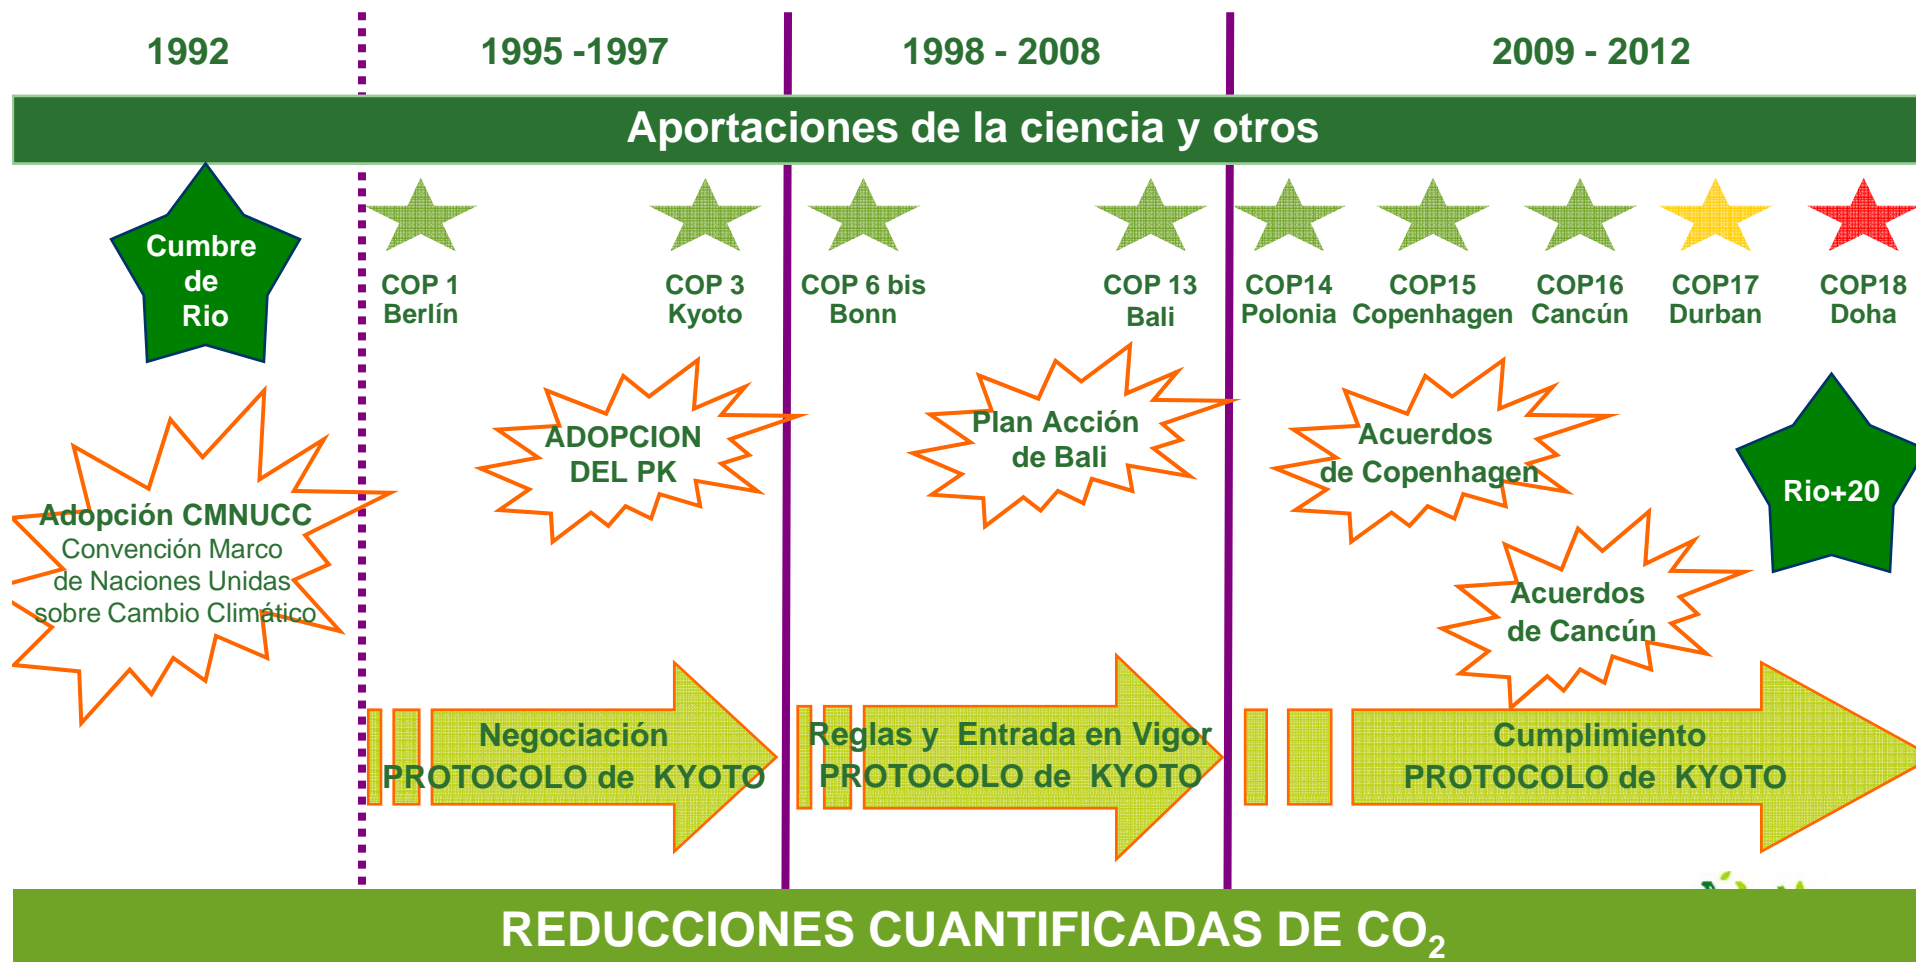 1992
1995 -1997
1998 - 2008
2009 - 2012
Aportaciones de la ciencia y otros
Cumbre
de
Rio
COP 1
Berlín
COP 3
Kyoto
COP 6 bis
Bonn
COP 13
Bali
COP14
Polonia
COP15
Copenhagen
COP16
Cancún
COP17
Durban
COP18
Doha
Adopción CMNUCC
Convención Marco
de Naciones Unidas
sobre Cambio Climático
ADOPCION
DEL PK
Plan Acción
de Bali
Acuerdos
de Copenhagen
Rio+20
Acuerdos
de Cancún
Negociación
PROTOCOLO de KYOTO
Reglas y Entrada en Vigor
PROTOCOLO de KYOTO
Cumplimiento
PROTOCOLO de KYOTO
REDUCCIONES CUANTIFICADAS DE CO₂